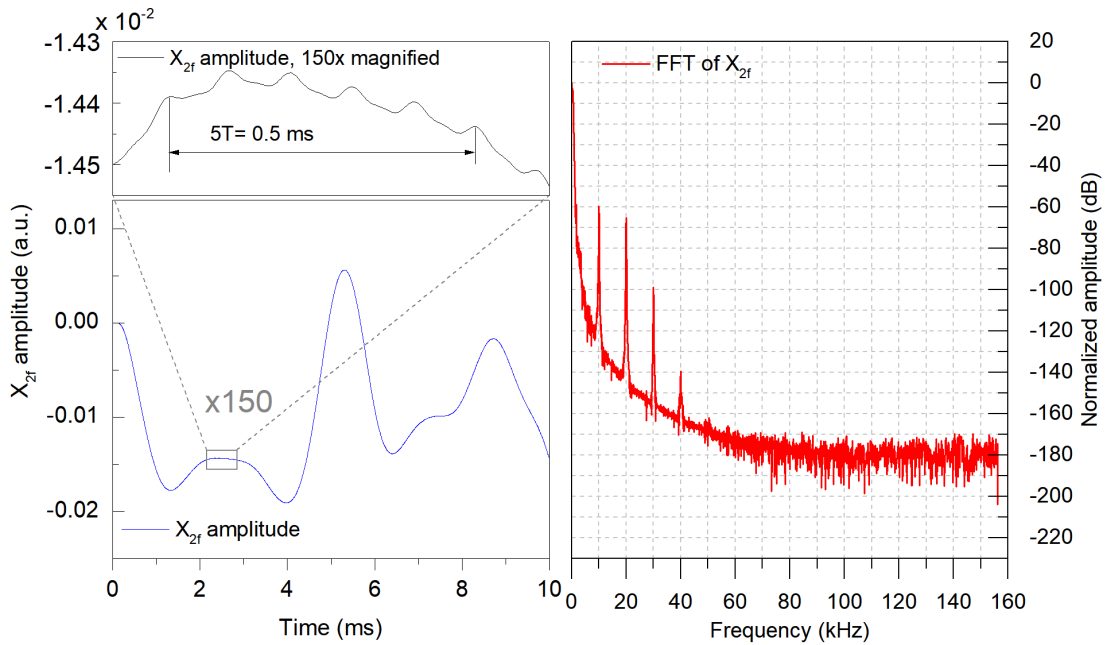 x 10⁻²
-1.43
-1.44
-1.45
X2f amplitude, 150x magnified
5T= 0.5 ms
X2f amplitude (a.u.)
0.01
0.00
-0.01
-0.02
x150
X2f amplitude
0 2 4 6 8 10
Time (ms)
FFT of X2f
20
0
-20
-40
-60
-80
-100
-120
-140
-160
-180
-200
-220
Normalized amplitude (dB)
0 20 40 60 80 100 120 140 160
Frequency (kHz)